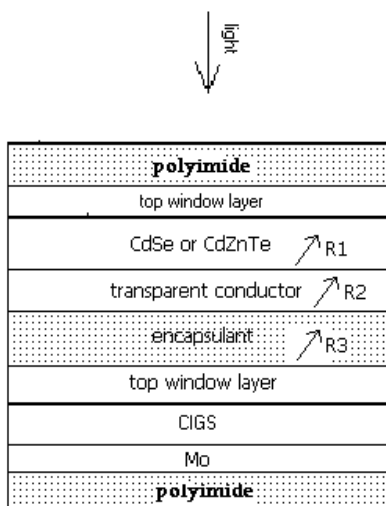 light
polyimide
top window layer
CdSe or CdZnTe
R1
transparent conductor
R2
encapsulant
R3
top window layer
CIGS
Mo
polyimide